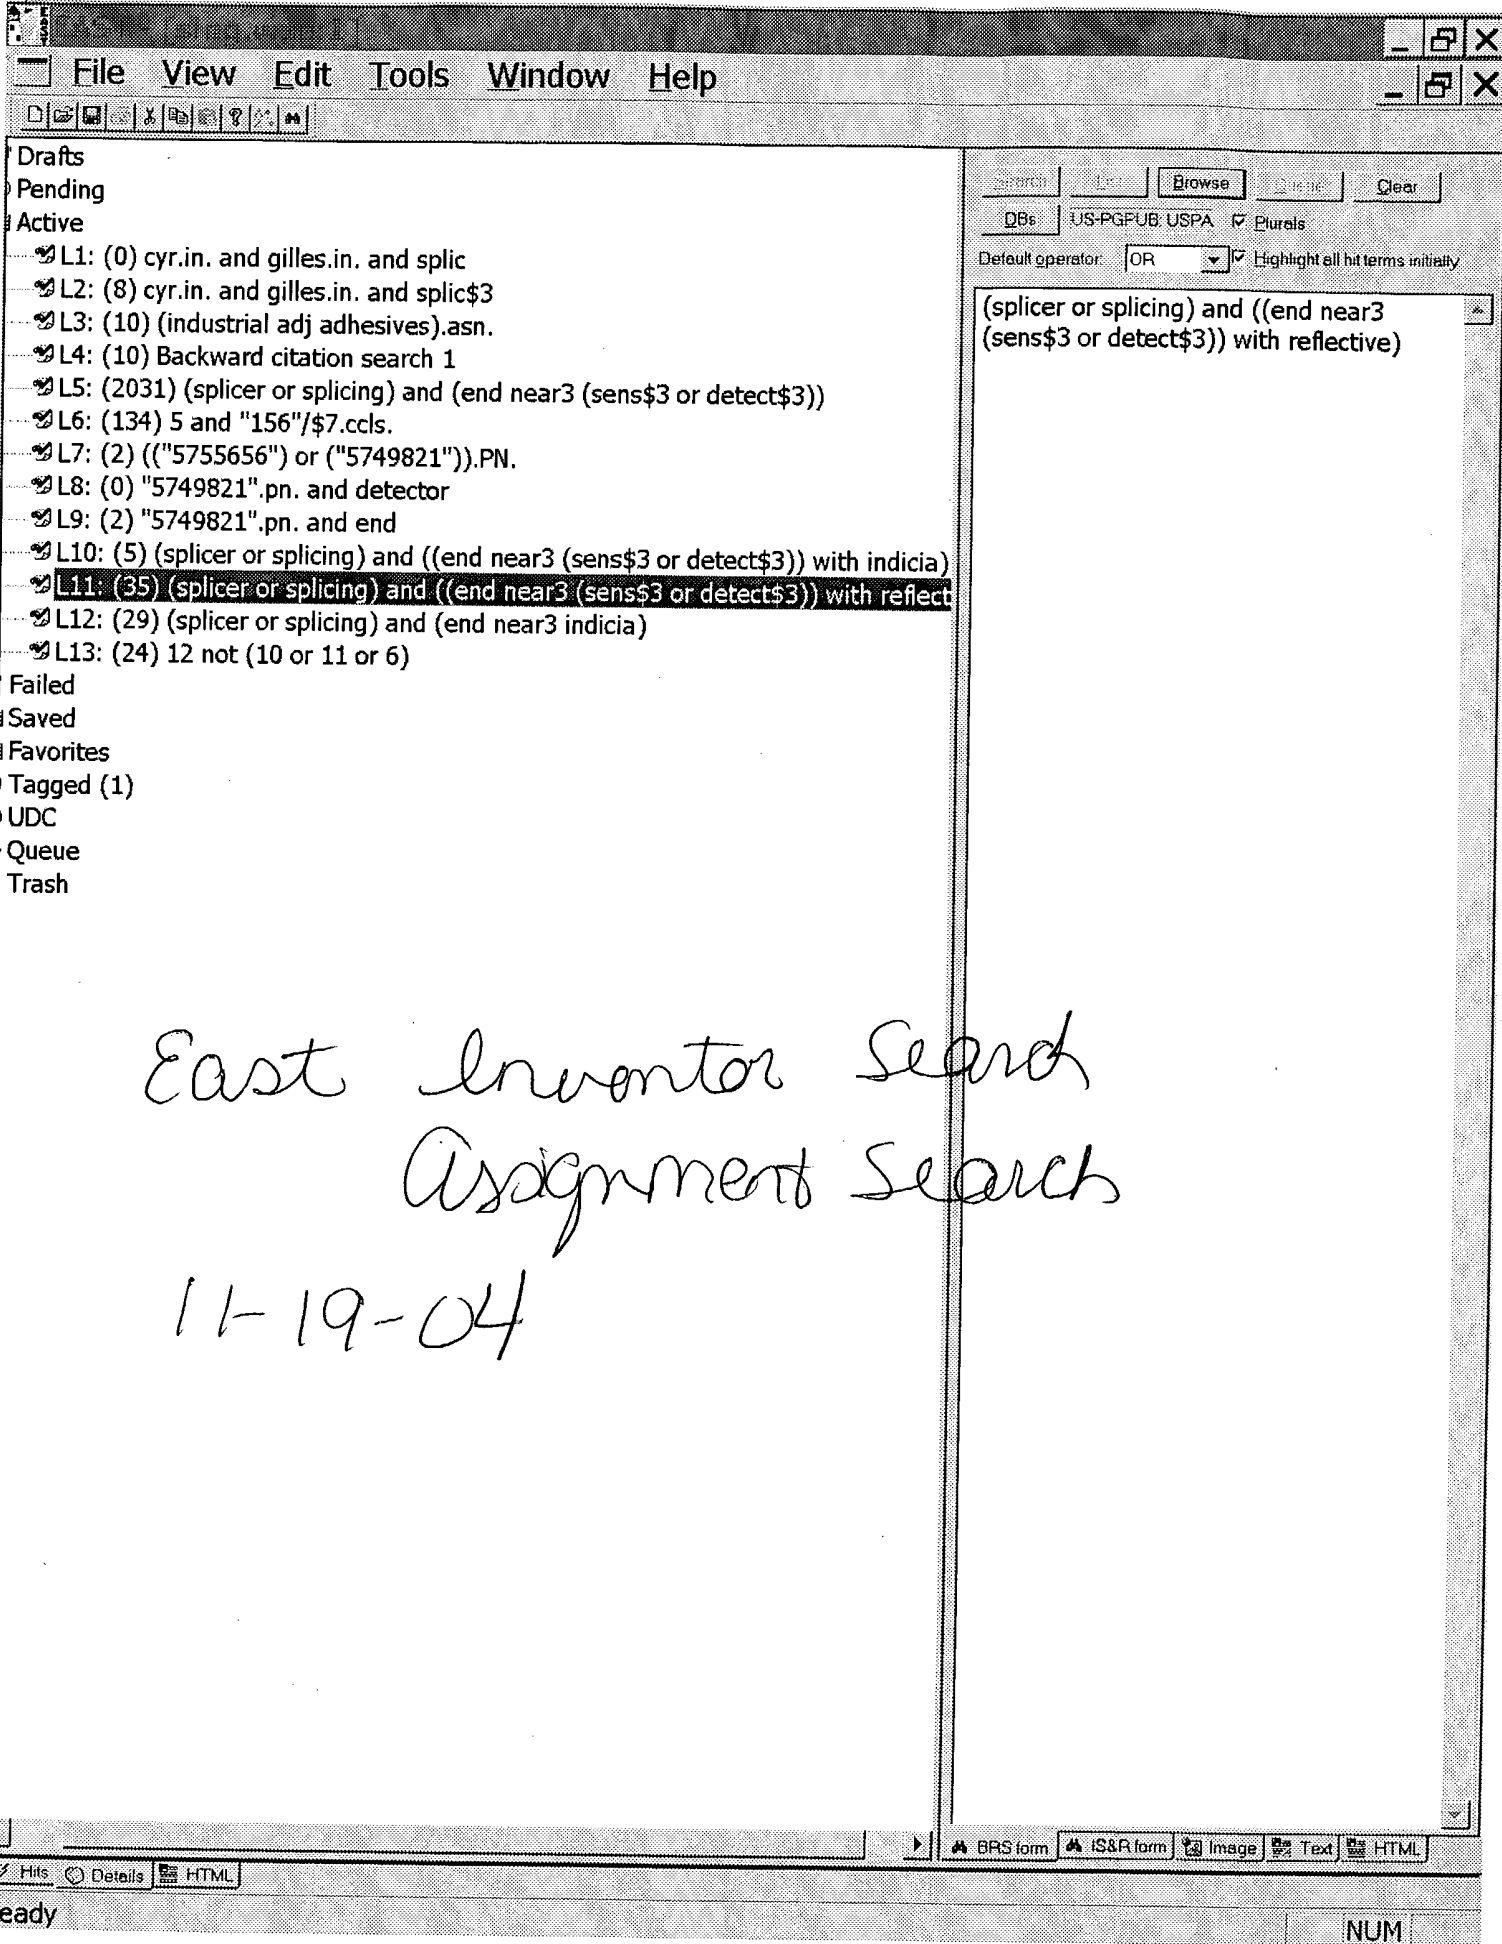 File View Edit Tools Window Help
Drafts
Pending
Active
L1: (0) cyr.in. and gilles.in. and splic
L2: (8) cyr.in. and gilles.in. and splic$3
L3: (10) (industrial adj adhesives).asn.
L4: (10) Backward citation search 1
L5: (2031) (splicer or splicing) and (end near3 (sens$3 or detect$3))
L6: (134) 5 and "156"/$7.ccls.
L7: (2) (("5755656") or ("5749821")).PN.
L8: (0) "5749821".pn. and detector
L9: (2) "5749821".pn. and end
L10: (5) (splicer or splicing) and ((end near3 (sens$3 or detect$3)) with indicia)
L11: (35) (splicer or splicing) and ((end near3 (sens$3 or detect$3)) with reflect
L12: (29) (splicer or splicing) and (end near3 indicia)
L13: (24) 12 not (10 or 11 or 6)
Failed
Saved
Favorites
Tagged (1)
UDC
Queue
Trash
Search List Browse Queue Clear
DBs US-PGPUB; USPA Plurals
Default operator: OR Highlight all hit terms initially
(splicer or splicing) and ((end near3
(sens$3 or detect$3)) with reflective)
East Inventor Search
Assignment Search
11-19-04
BRS form IS&R form Image Text HTML
Hits Details HTML
eady
NUM